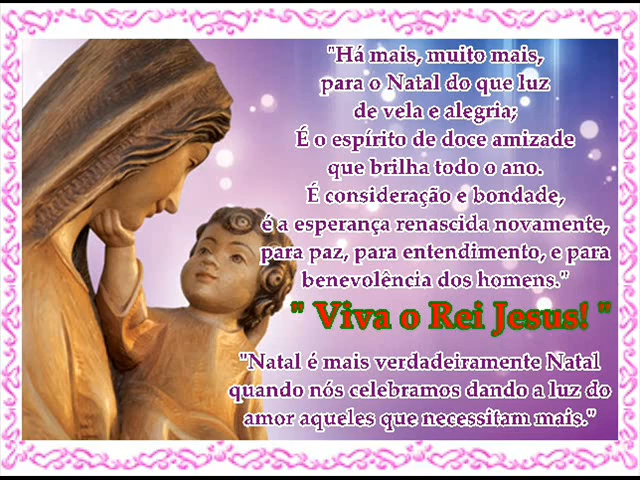 "Há mais, muito mais,
para o Natal do que luz
de vela e alegria;
É o espírito de doce amizade
que brilha todo o ano.
É consideração e bondade,
é a esperança renascida novamente,
para paz, para entendimento, e para
benevolência dos homens."
" Viva o Rei Jesus! "
"Natal é mais verdadeiramente Natal
quando nós celebramos dando a luz do
amor aqueles que necessitam mais."